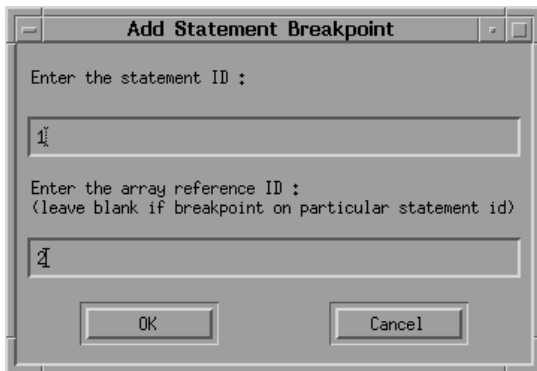 Add Statement Breakpoint
Enter the statement ID :
1
Enter the array reference ID :
(leave blank if breakpoint on particular statement id)
2
OK Cancel